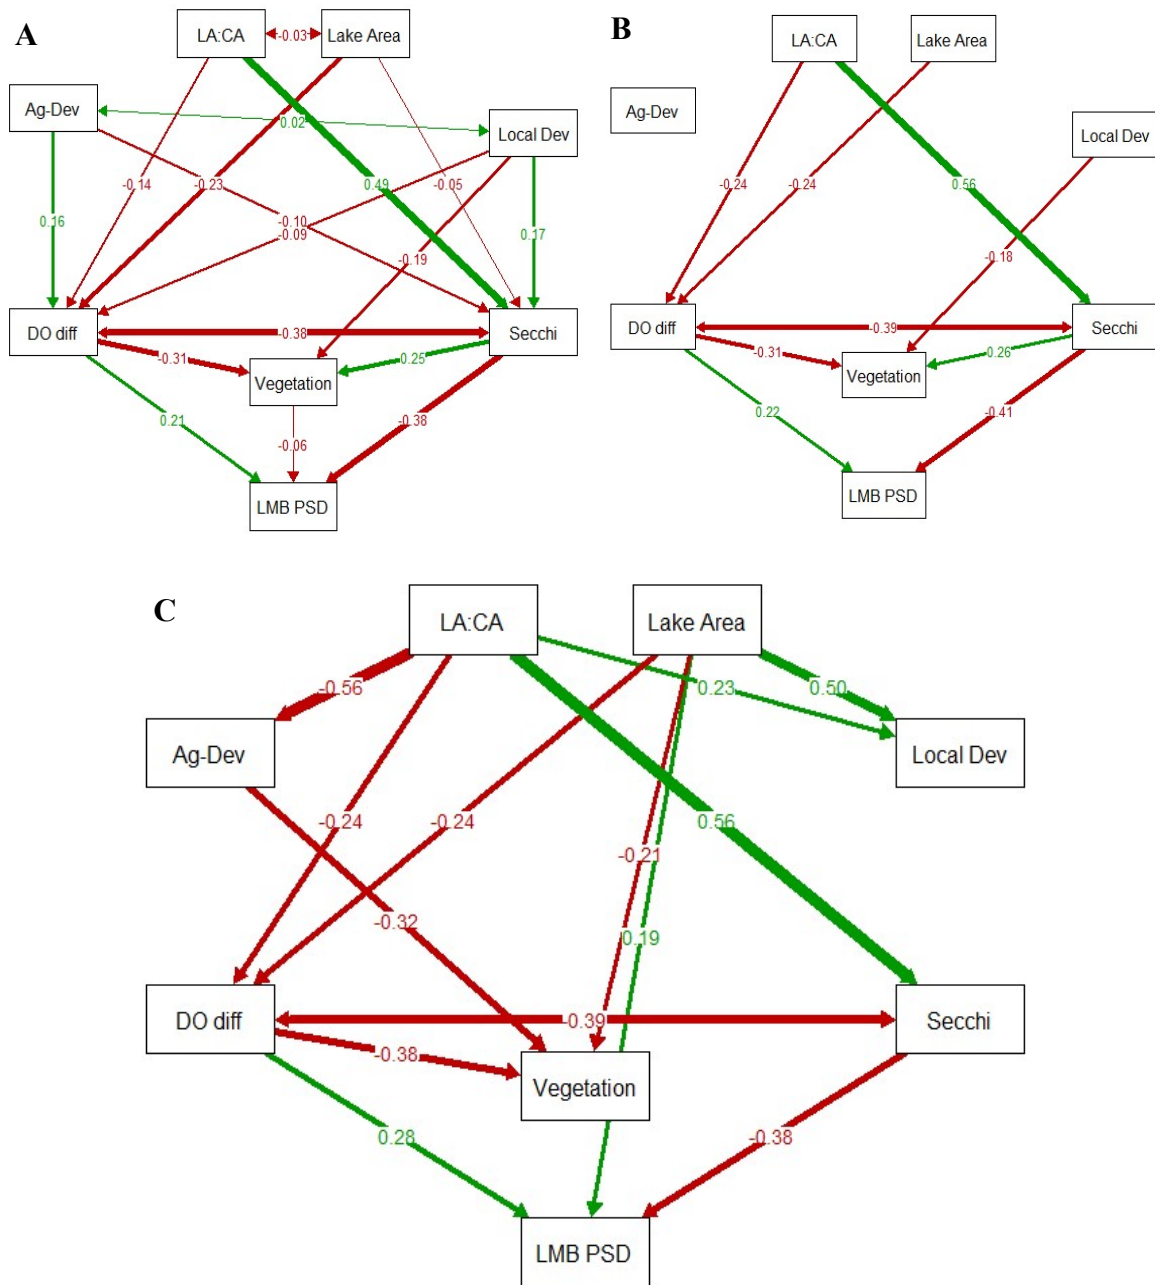 A
LA:CA
-0.03
Lake Area
Ag-Dev
0.02
Local Dev
-0.14
-0.23
0.49
-0.05
0.16
-0.10
-0.09
0.17
-0.19
DO diff
-0.38
Secchi
-0.31
0.25
Vegetation
0.21
-0.38
-0.06
LMB PSD
B
LA:CA
Lake Area
Ag-Dev
Local Dev
-0.24
-0.24
0.56
-0.18
DO diff
-0.39
Secchi
-0.31
0.26
Vegetation
0.22
-0.41
LMB PSD
C
LA:CA
Lake Area
-0.56
0.23
0.50
Ag-Dev
Local Dev
-0.24
-0.24
0.56
-0.21
-0.32
0.19
DO diff
-0.39
Secchi
-0.38
Vegetation
0.28
-0.38
LMB PSD